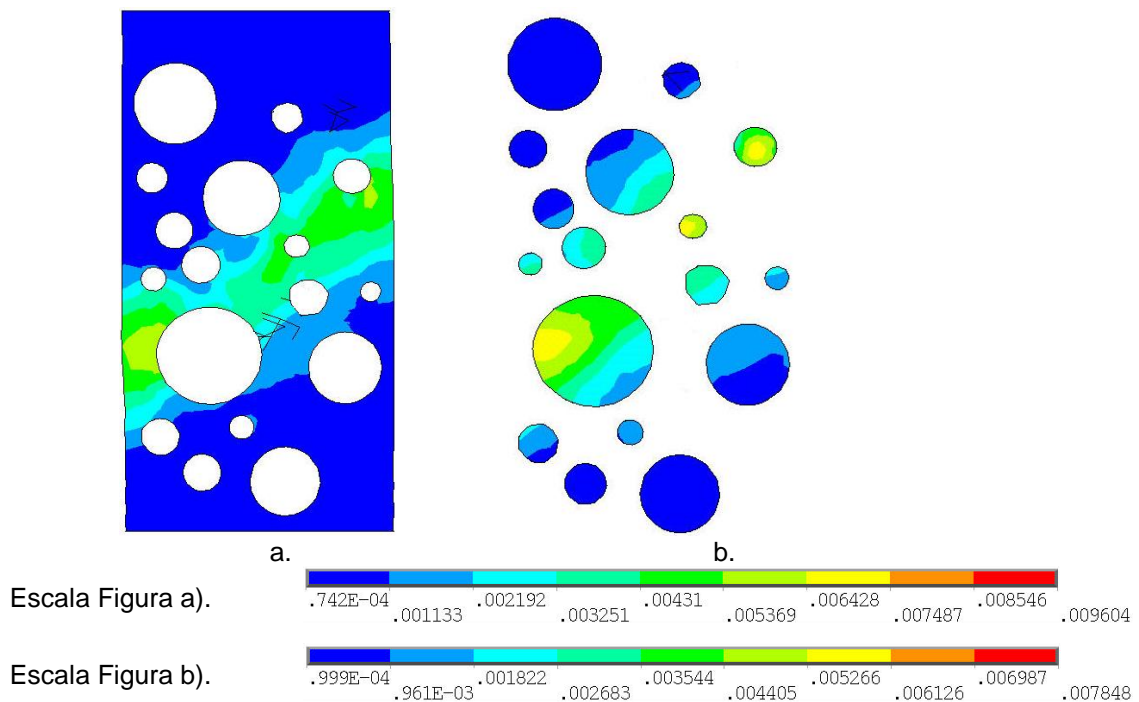 a.
b.
Escala Figura a).
.742E-04 .002192 .00431 .006428 .008546
.001133 .003251 .005369 .007487 .009604
Escala Figura b).
.999E-04 .001822 .003544 .005266 .006987
.961E-03 .002683 .004405 .006126 .007848